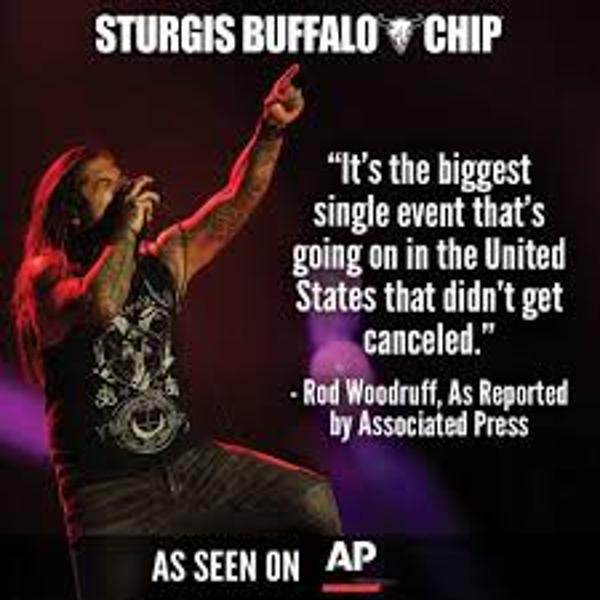 STURGIS BUFFALO CHIP
“It's the biggest
single event that's
going on in the United
States that didn't get
canceled.”
- Rod Woodruff, As Reported
by Associated Press
AS SEEN ON AP